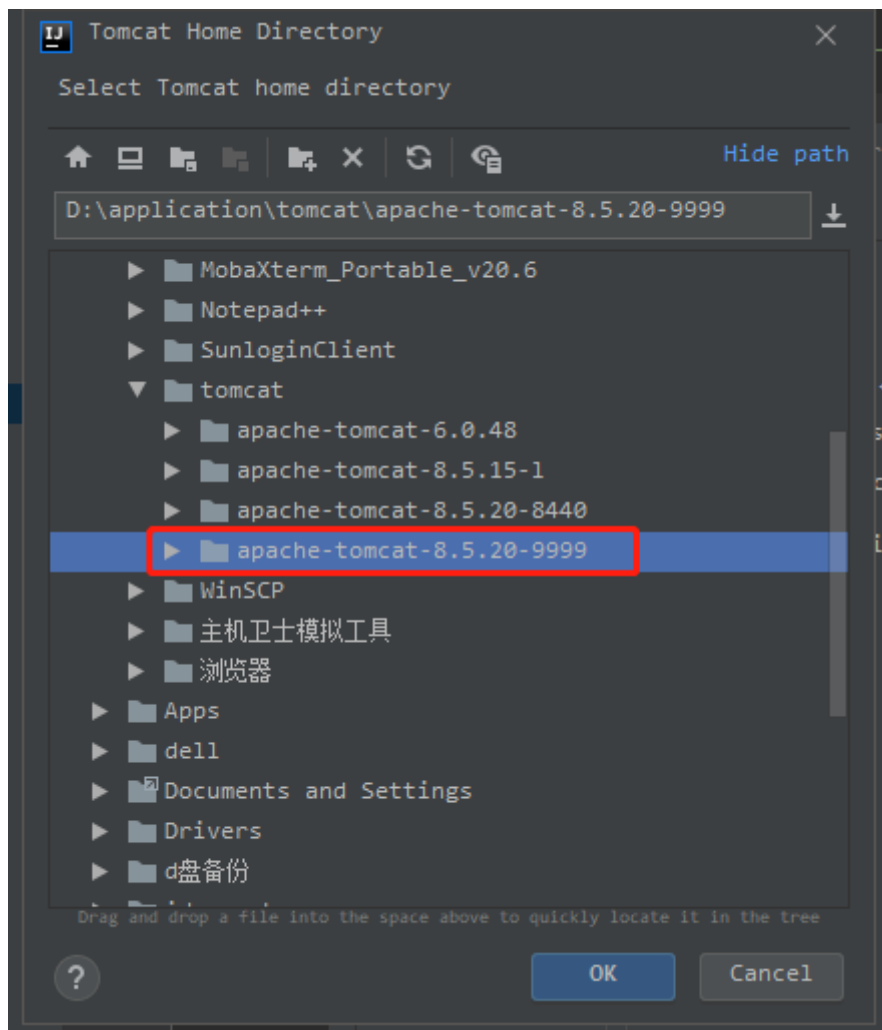 IJ Tomcat Home Directory
Select Tomcat home directory
Hide path
D:\application\tomcat\apache-tomcat-8.5.20-9999
MobaXterm_Portable_v20.6
Notepad++
SunloginClient
tomcat
apache-tomcat-6.0.48
apache-tomcat-8.5.15-l
apache-tomcat-8.5.20-8440
apache-tomcat-8.5.20-9999
WinSCP
主机卫士模拟工具
浏览器
Apps
dell
Documents and Settings
Drivers
d盘备份
Drag and drop a file into the space above to quickly locate it in the tree
? OK Cancel